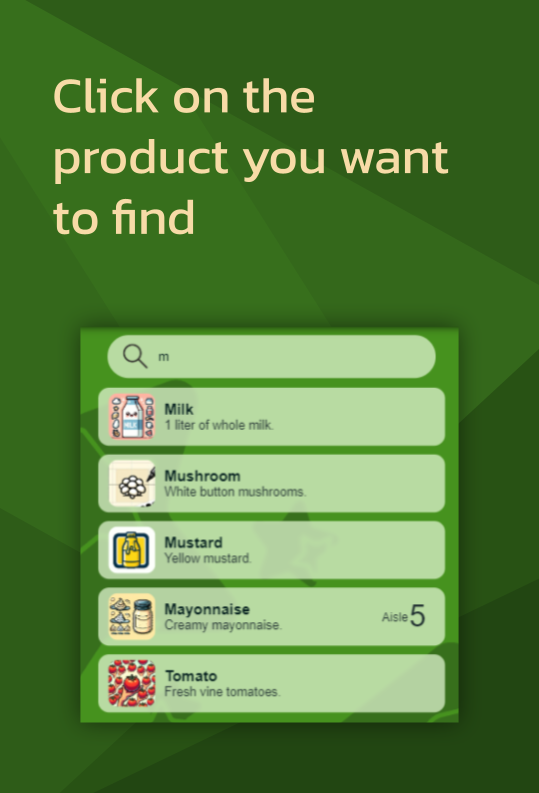 Click on the
product you want
to find
m
Milk
1 liter of whole milk.
Mushroom
White button mushrooms.
Mustard
Yellow mustard.
Mayonnaise
Creamy mayonnaise.
Aisle 5
Tomato
Fresh vine tomatoes.